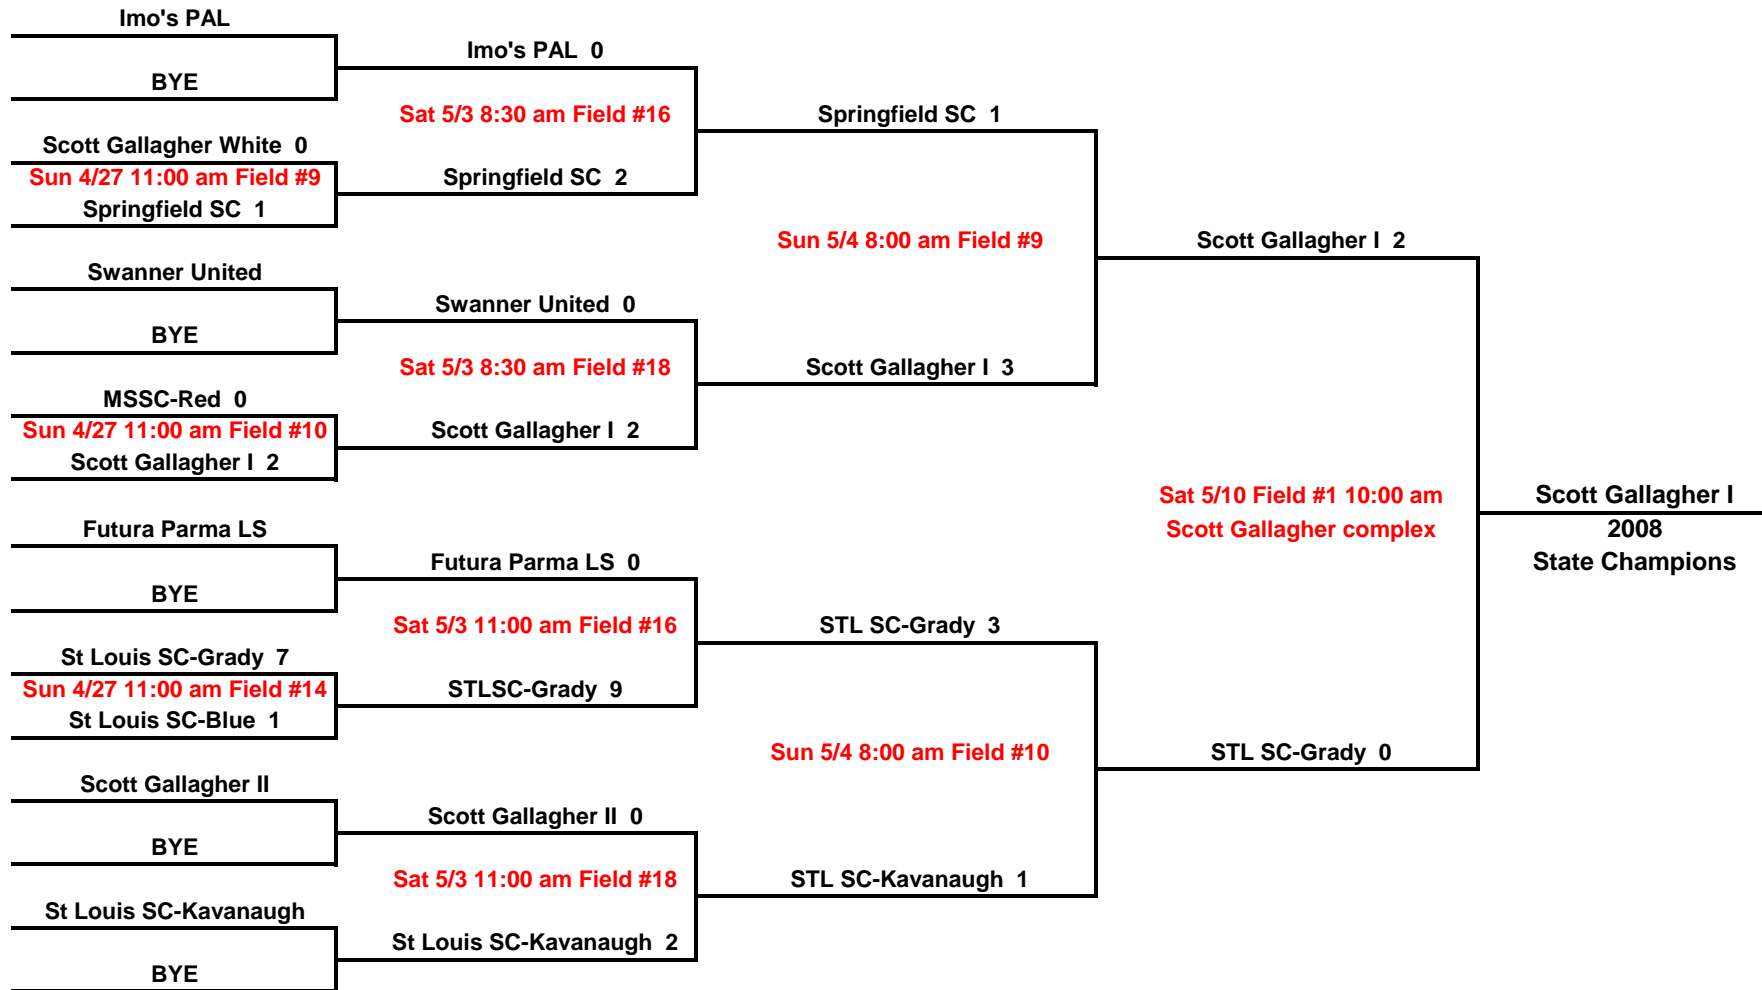 Imo's PAL
BYE
Scott Gallagher White 0
Sun 4/27 11:00 am Field #9
Springfield SC 1
Swanner United
BYE
MSSC-Red 0
Sun 4/27 11:00 am Field #10
Scott Gallagher I 2
Futura Parma LS
BYE
St Louis SC-Grady 7
Sun 4/27 11:00 am Field #14
St Louis SC-Blue 1
Scott Gallagher II
BYE
St Louis SC-Kavanaugh
BYE
Imo's PAL 0
Sat 5/3 8:30 am Field #16
Springfield SC 2
Swanner United 0
Sat 5/3 8:30 am Field #18
Scott Gallagher I 2
Futura Parma LS 0
Sat 5/3 11:00 am Field #16
STLSC-Grady 9
Scott Gallagher II 0
Sat 5/3 11:00 am Field #18
St Louis SC-Kavanaugh 2
Springfield SC 1
Sun 5/4 8:00 am Field #9
Scott Gallagher I 3
STL SC-Grady 3
Sun 5/4 8:00 am Field #10
STL SC-Kavanaugh 1
Scott Gallagher I 2
Sat 5/10 Field #1 10:00 am
Scott Gallagher complex
STL SC-Grady 0
Scott Gallagher I
2008
State Champions